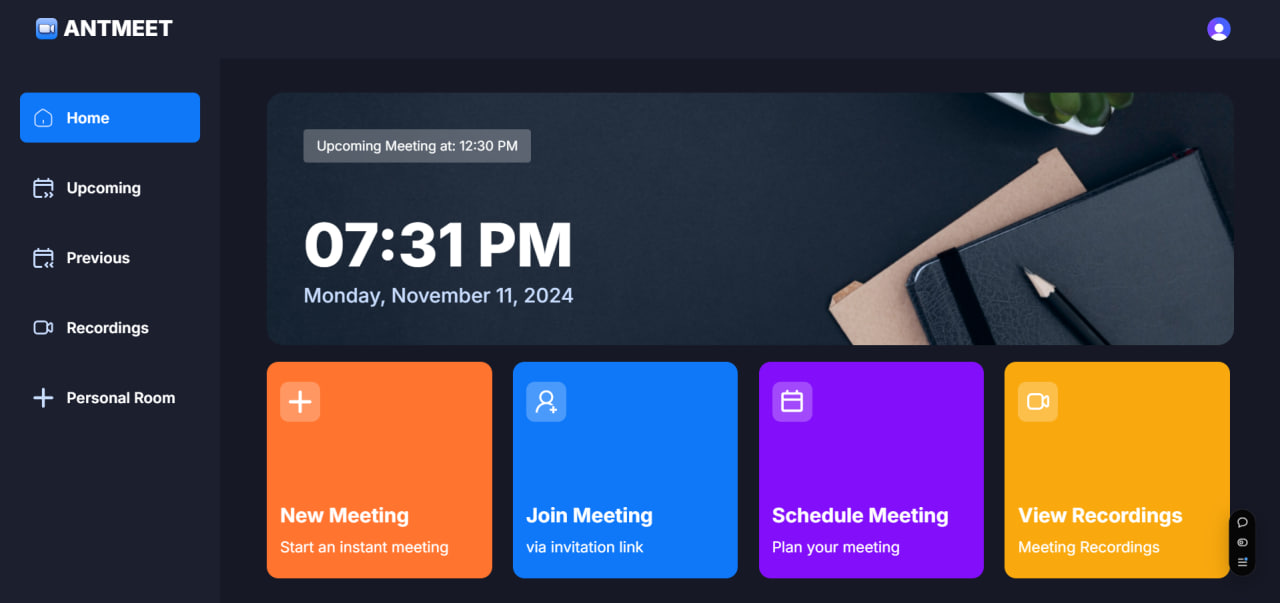 ANTMEET
Home
Upcoming
Previous
Recordings
Personal Room
Upcoming Meeting at: 12:30 PM
07:31 PM
Monday, November 11, 2024
New Meeting
Start an instant meeting
Join Meeting
via invitation link
Schedule Meeting
Plan your meeting
View Recordings
Meeting Recordings